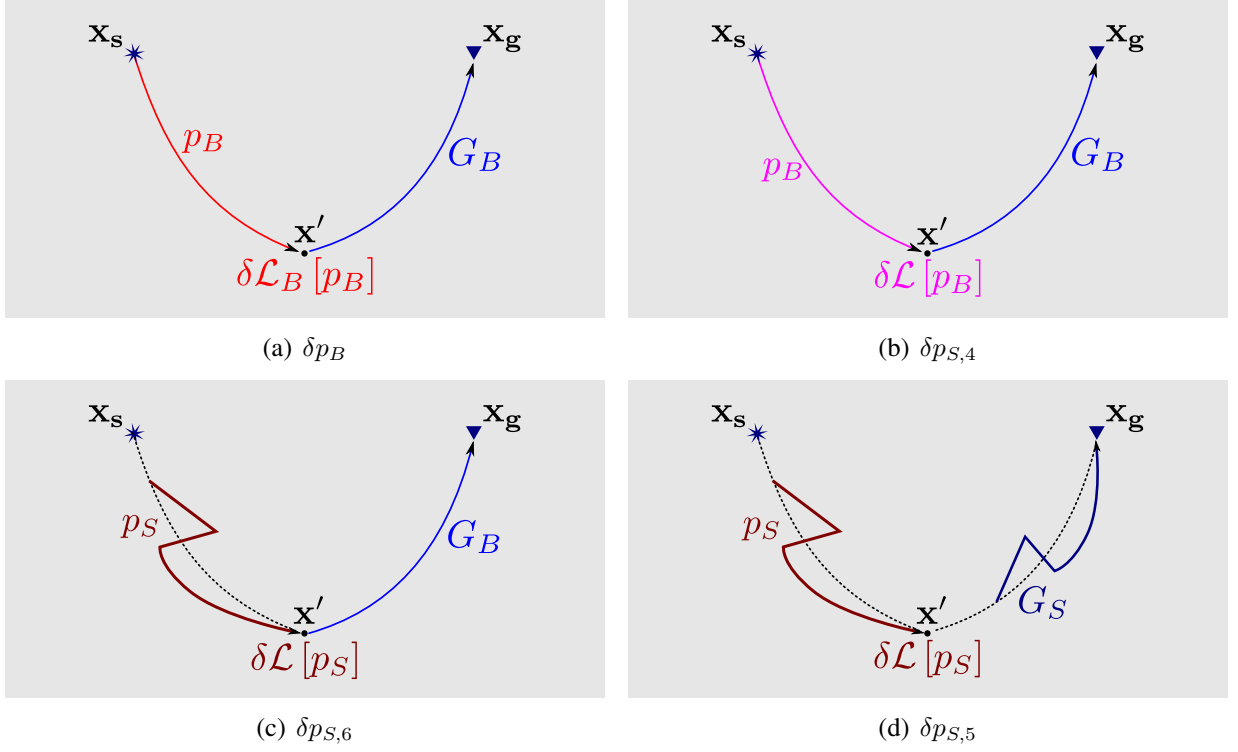 x_s x_g x_s x_g
p_B G_B p_B G_B
x′ x′
δℒ_B [p_B] δℒ [p_B]
(a) δp_B (b) δp_{S,4}
x_s x_g x_s x_g
p_S G_B p_S G_S
x′ x′
δℒ [p_S] δℒ [p_S]
(c) δp_{S,6} (d) δp_{S,5}